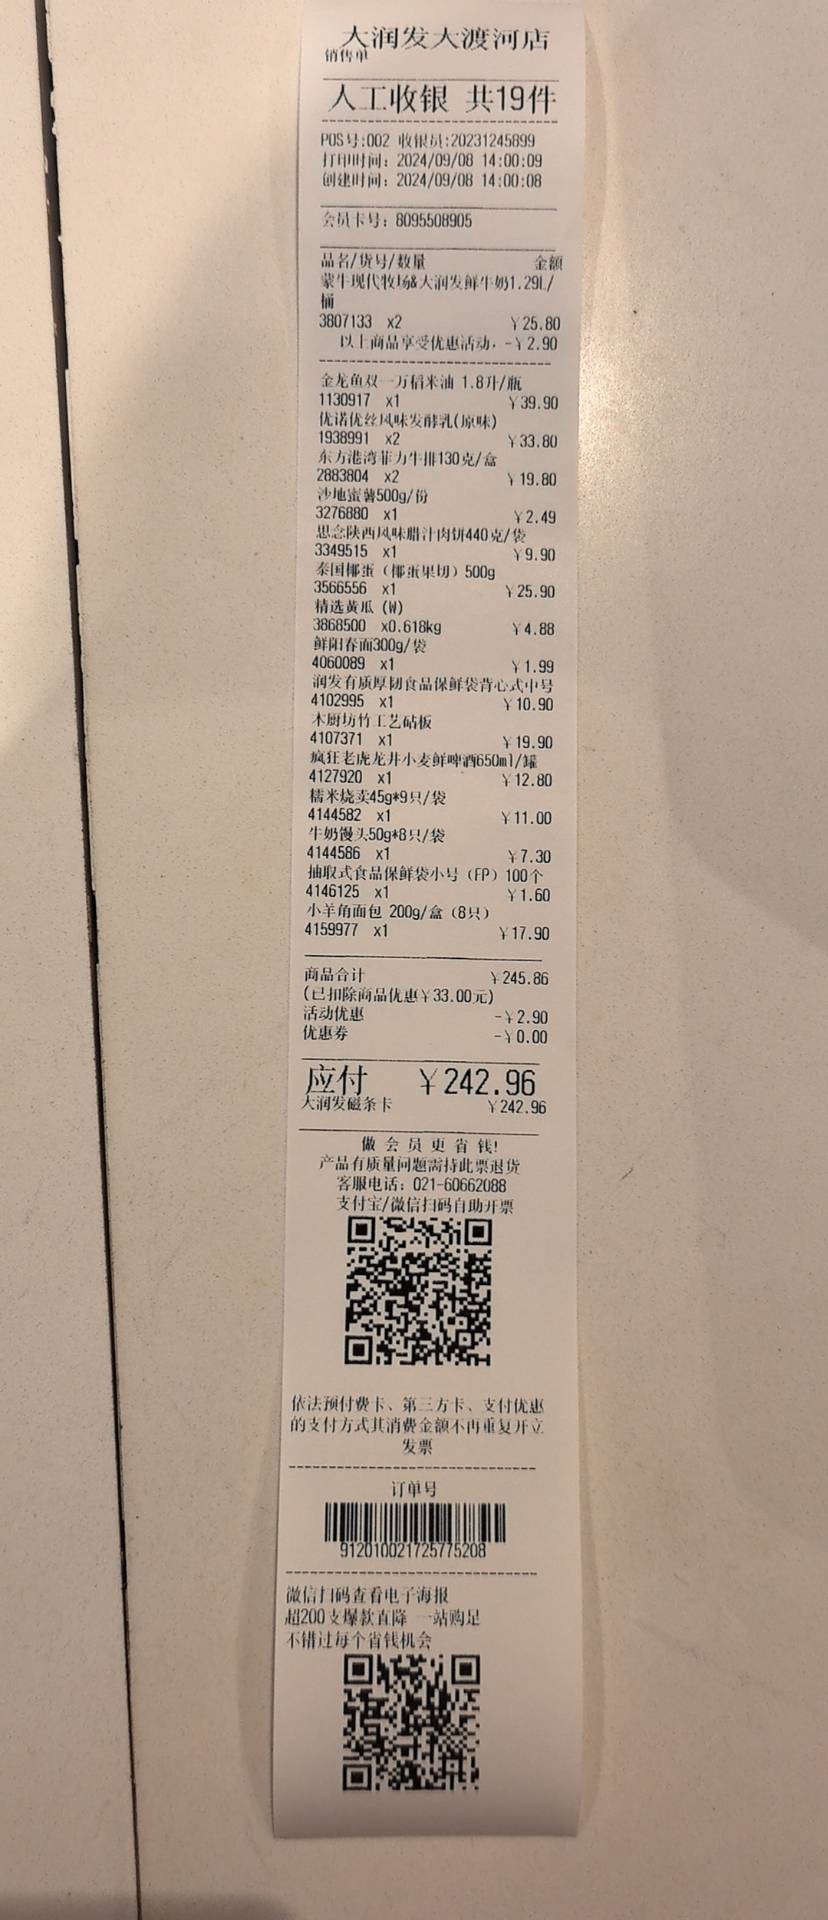 大润发大渡河店
销售单
人工收银 共19件
POS号:002 收银员:20231245899
打印时间: 2024/09/08 14:00:09
创建时间: 2024/09/08 14:00:08
会员卡号: 8095508905
品名/货号/数量 金额
蒙牛现代牧场&大润发鲜牛奶1.29L/
桶
3807133 x2 ￥25.80
以上商品享受优惠活动, -￥2.90
金龙鱼双一万稻米油 1.8升/瓶
1130917 x1 ￥39.90
优诺优丝风味发酵乳(原味)
1938991 x2 ￥33.80
东方港湾菲力牛排130克/盒
2883804 x2 ￥19.80
沙地蜜薯500g/份
3276880 x1 ￥2.49
思念陕西风味腊汁肉饼440克/袋
3349515 x1 ￥9.90
泰国椰蛋（椰蛋果切）500g
3566556 x1 ￥25.90
精选黄瓜 (W)
3868500 x0.618kg ￥4.88
鲜阳春面300g/袋
4060089 x1 ￥1.99
润发有质厚韧食品保鲜袋背心式中号
4102995 x1 ￥10.90
木厨坊竹工艺砧板
4107371 x1 ￥19.90
疯狂老虎龙井小麦鲜啤酒650ml/罐
4127920 x1 ￥12.80
糯米烧卖45g*9只/袋
4144582 x1 ￥11.00
牛奶馒头50g*8只/袋
4144586 x1 ￥7.30
抽取式食品保鲜袋小号（FP）100个
4146125 x1 ￥1.60
小羊角面包 200g/盒（8只）
4159977 x1 ￥17.90
商品合计 ￥245.86
(已扣除商品优惠￥33.00元)
活动优惠 -￥2.90
优惠券 -￥0.00
应付 ￥242.96
大润发磁条卡 ￥242.96
做 会 员 更 省 钱!
产品有质量问题需持此票退货
客服电话: 021-60662088
支付宝/微信扫码自助开票
依法预付费卡、第三方卡、支付优惠
的支付方式其消费金额不再重复开立
发票
订单号
912010021725775208
微信扫码查看电子海报
超200支爆款直降 一站购足
不错过每个省钱机会